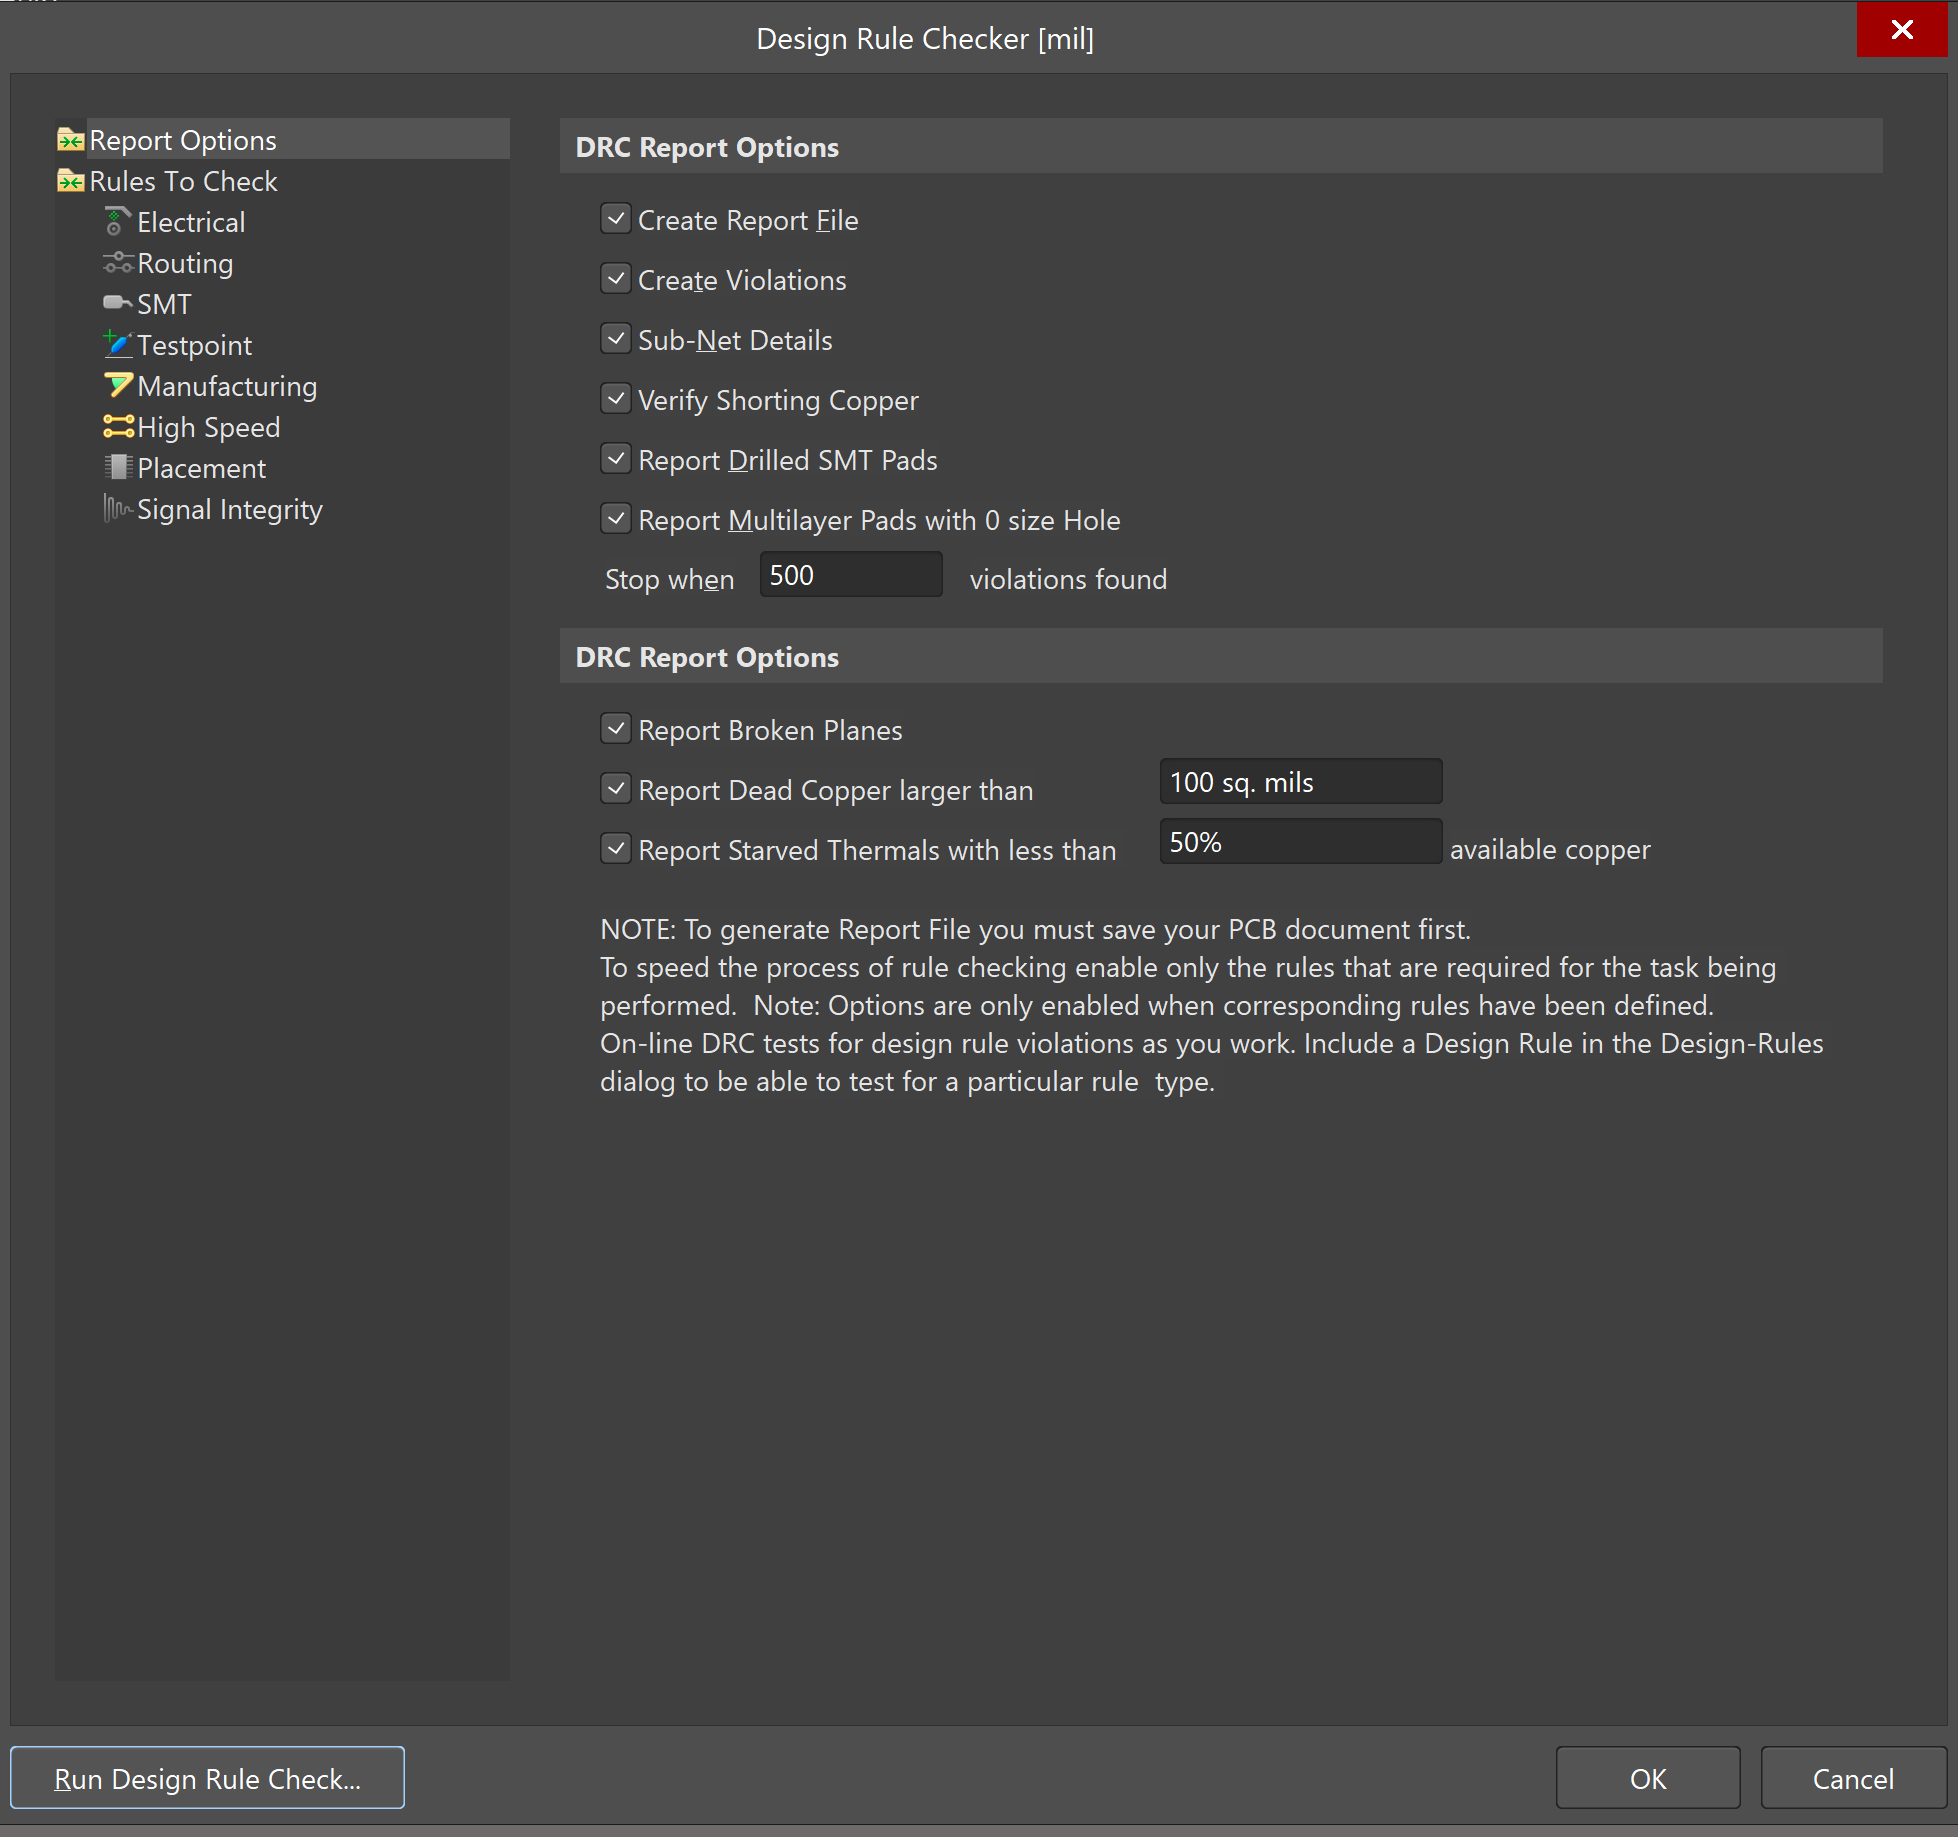 Design Rule Checker [mil]
Report Options
Rules To Check
Electrical
Routing
SMT
Testpoint
Manufacturing
High Speed
Placement
Signal Integrity
DRC Report Options
Create Report File
Create Violations
Sub-Net Details
Verify Shorting Copper
Report Drilled SMT Pads
Report Multilayer Pads with 0 size Hole
Stop when 500 violations found
DRC Report Options
Report Broken Planes
Report Dead Copper larger than 100 sq. mils
Report Starved Thermals with less than 50% available copper
NOTE: To generate Report File you must save your PCB document first.
To speed the process of rule checking enable only the rules that are required for the task being
performed.  Note: Options are only enabled when corresponding rules have been defined.
On-line DRC tests for design rule violations as you work. Include a Design Rule in the Design-Rules
dialog to be able to test for a particular rule  type.
Run Design Rule Check...
OK
Cancel